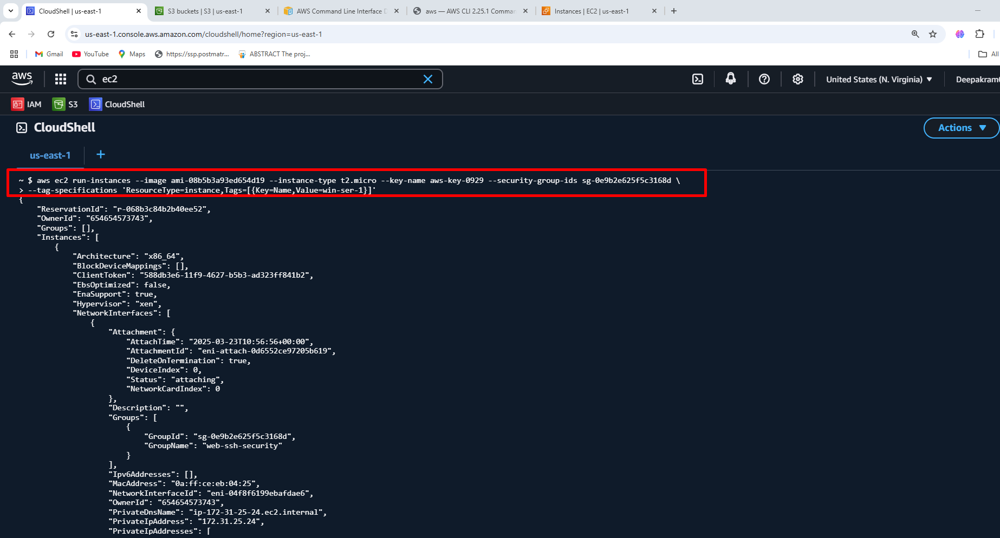 CloudShell | us-east-1
S3 buckets | S3 | us-east-1
AWS Command Line Interface D
aws — AWS CLI 2.25.1 Comman
Instances | EC2 | us-east-1
us-east-1.console.aws.amazon.com/cloudshell/home?region=us-east-1
Gmail
YouTube
Maps
https://ssp.postmatr...
ABSTRACT The proj...
All
aws
ec2
United States (N. Virginia)
Deepakram
IAM
S3
CloudShell
CloudShell
Actions
us-east-1
~ $ aws ec2 run-instances --image ami-08b5b3a93ed654d19 --instance-type t2.micro --key-name aws-key-0929 --security-group-ids sg-0e9b2e625f5c3168d \
> --tag-specifications 'ResourceType=instance,Tags=[{Key=Name,Value=win-ser-1}]'
{
"ReservationId": "r-068b3c84b2b40ee52",
"OwnerId": "654654573743",
"Groups": [],
"Instances": [
{
"Architecture": "x86_64",
"BlockDeviceMappings": [],
"ClientToken": "588db3e6-11f9-4627-b5b3-ad323ff841b2",
"EbsOptimized": false,
"EnaSupport": true,
"Hypervisor": "xen",
"NetworkInterfaces": [
{
"Attachment": {
"AttachTime": "2025-03-23T10:56:56+00:00",
"AttachmentId": "eni-attach-0d6552ce97205b619",
"DeleteOnTermination": true,
"DeviceIndex": 0,
"Status": "attaching",
"NetworkCardIndex": 0
},
"Description": "",
"Groups": [
{
"GroupId": "sg-0e9b2e625f5c3168d",
"GroupName": "web-ssh-security"
}
],
"Ipv6Addresses": [],
"MacAddress": "0a:ff:ce:eb:04:25",
"NetworkInterfaceId": "eni-04f8f6199ebafdae6",
"OwnerId": "654654573743",
"PrivateDnsName": "ip-172-31-25-24.ec2.internal",
"PrivateIpAddress": "172.31.25.24",
"PrivateIpAddresses": [